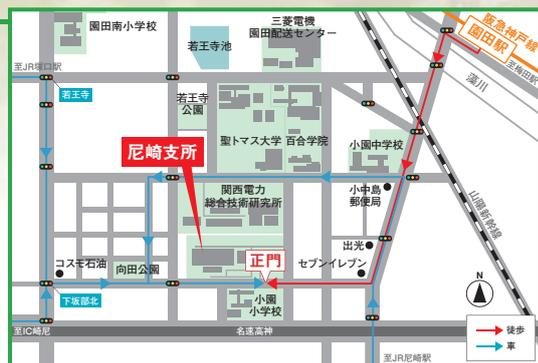 園田南小学校
若王寺池
三菱電機
園田配送センター
阪急神戸線
園田駅
至梅田駅
藻川
至JR塚口駅
若王寺
若王寺
公園
聖トマス大学
百合学院
小園中学校
尼崎支所
関西電力
総合技術研究所
小中島
郵便局
山陽新幹線
出光
正門
セブンイレブン
コスモ石油
向田公園
下坂部北
小園
小学校
N
至IC崎尼
名速高神
徒歩
車
至JR尼崎駅